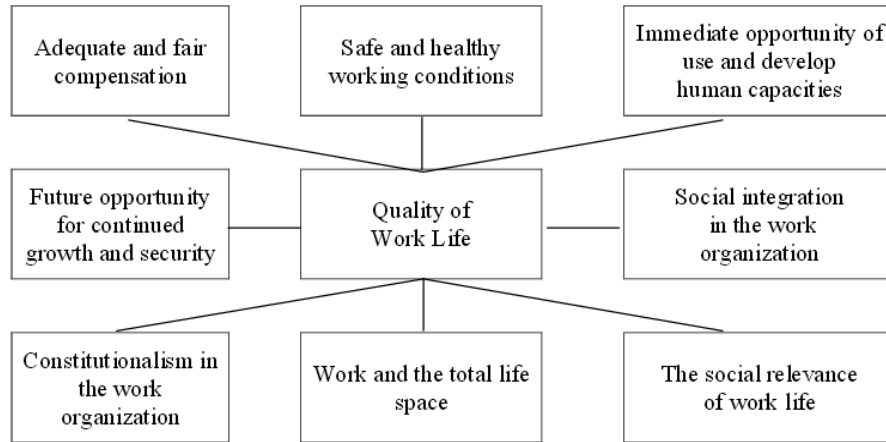 Adequate and fair
compensation
Safe and healthy
working conditions
Immediate opportunity of
use and develop
human capacities
Future opportunity
for continued
growth and security
Quality of
Work Life
Social integration
in the work
organization
Constitutionalism in
the work
organization
Work and the total life
space
The social relevance
of work life